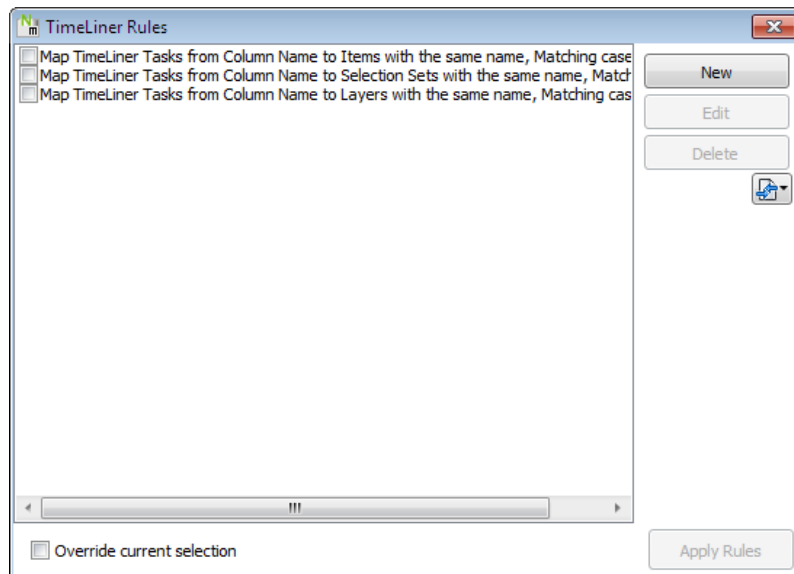 TimeLiner Rules
Map TimeLiner Tasks from Column Name to Items with the same name, Matching case
Map TimeLiner Tasks from Column Name to Selection Sets with the same name, Match
Map TimeLiner Tasks from Column Name to Layers with the same name, Matching cas
New
Edit
Delete
Override current selection
Apply Rules